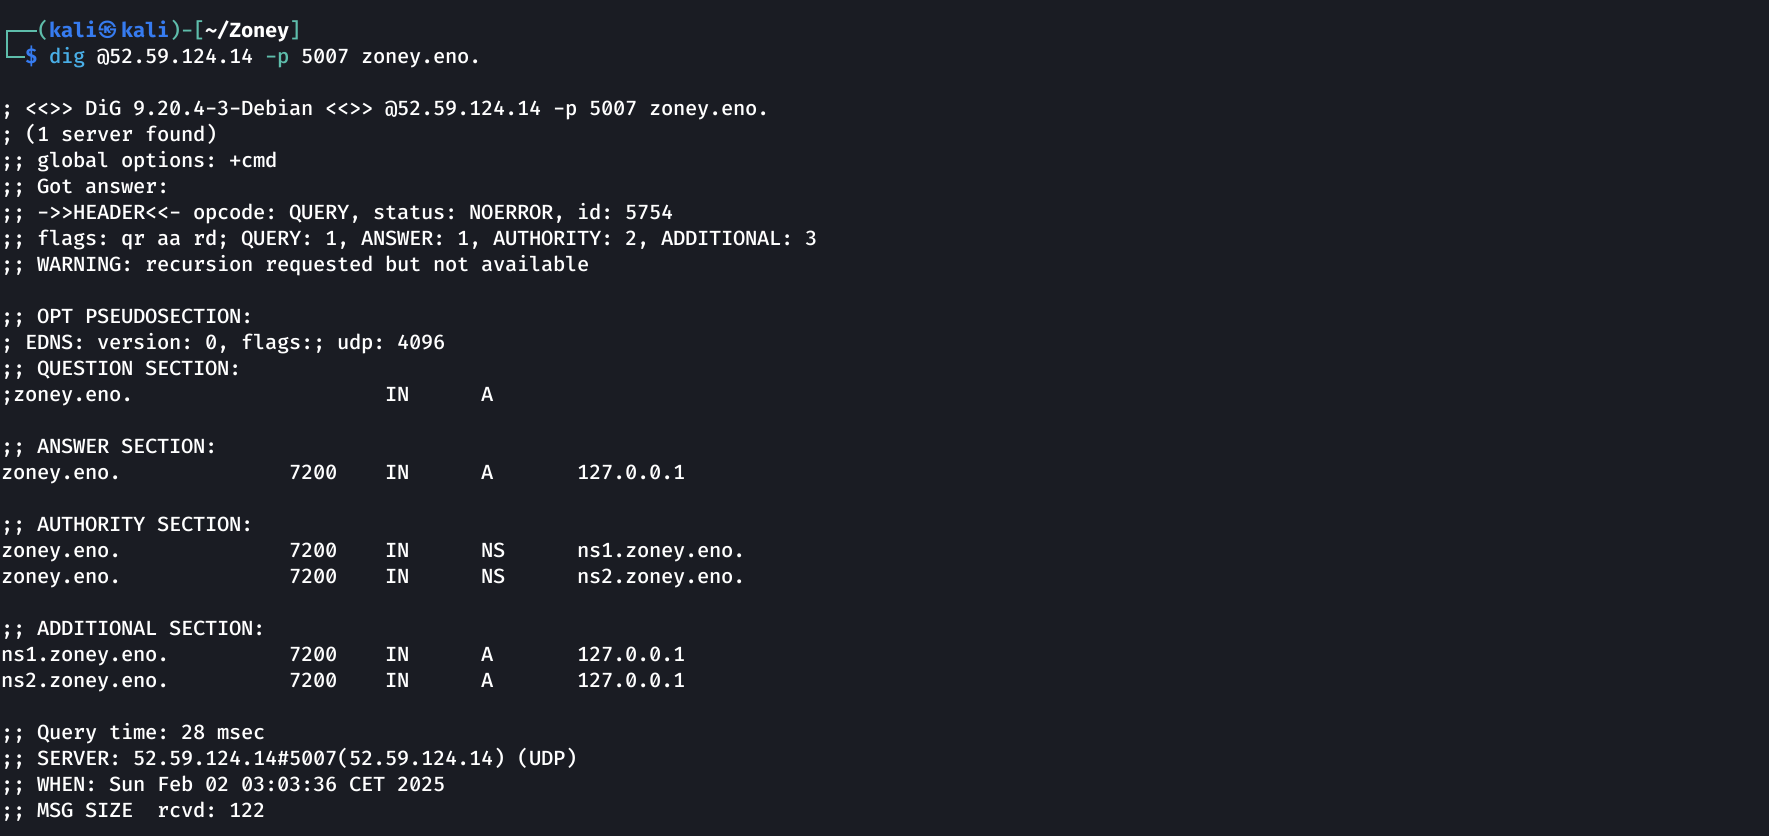 ┌──(kali㉿kali)-[~/Zoney]
└─$ dig @52.59.124.14 -p 5007 zoney.eno.

; <<>> DiG 9.20.4-3-Debian <<>> @52.59.124.14 -p 5007 zoney.eno.
; (1 server found)
;; global options: +cmd
;; Got answer:
;; ->>HEADER<<- opcode: QUERY, status: NOERROR, id: 5754
;; flags: qr aa rd; QUERY: 1, ANSWER: 1, AUTHORITY: 2, ADDITIONAL: 3
;; WARNING: recursion requested but not available

;; OPT PSEUDOSECTION:
; EDNS: version: 0, flags:; udp: 4096
;; QUESTION SECTION:
;zoney.eno.                     IN      A

;; ANSWER SECTION:
zoney.eno.              7200    IN      A       127.0.0.1

;; AUTHORITY SECTION:
zoney.eno.              7200    IN      NS      ns1.zoney.eno.
zoney.eno.              7200    IN      NS      ns2.zoney.eno.

;; ADDITIONAL SECTION:
ns1.zoney.eno.          7200    IN      A       127.0.0.1
ns2.zoney.eno.          7200    IN      A       127.0.0.1

;; Query time: 28 msec
;; SERVER: 52.59.124.14#5007(52.59.124.14) (UDP)
;; WHEN: Sun Feb 02 03:03:36 CET 2025
;; MSG SIZE  rcvd: 122